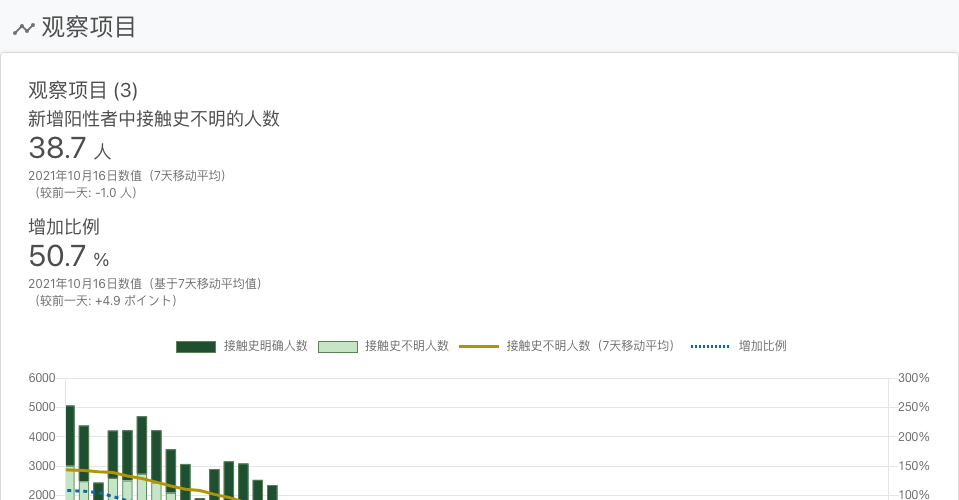 观察项目
观察项目 (3)
新增阳性者中接触史不明的人数
38.7 人
2021年10月16日数值（7天移动平均）
（较前一天: -1.0 人）
增加比例
50.7 %
2021年10月16日数值（基于7天移动平均值）
（较前一天: +4.9 ポイント）
接触史明确人数 接触史不明人数 接触史不明人数（7天移动平均） 增加比例
6000 300%
5000 250%
4000 200%
3000 150%
2000 100%